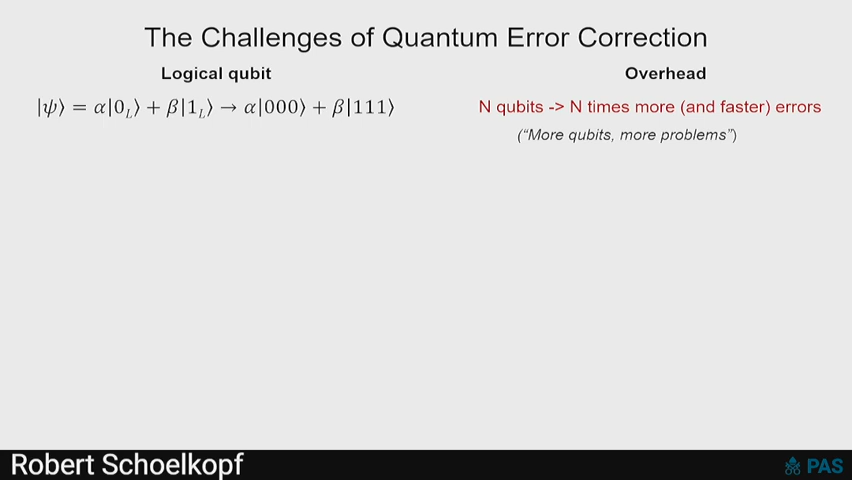 The Challenges of Quantum Error Correction
Logical qubit
|ψ⟩ = α|0_L⟩ + β|1_L⟩ → α|000⟩ + β|111⟩
Overhead
N qubits -> N times more (and faster) errors
(“More qubits, more problems”)
Robert Schoelkopf
PAS